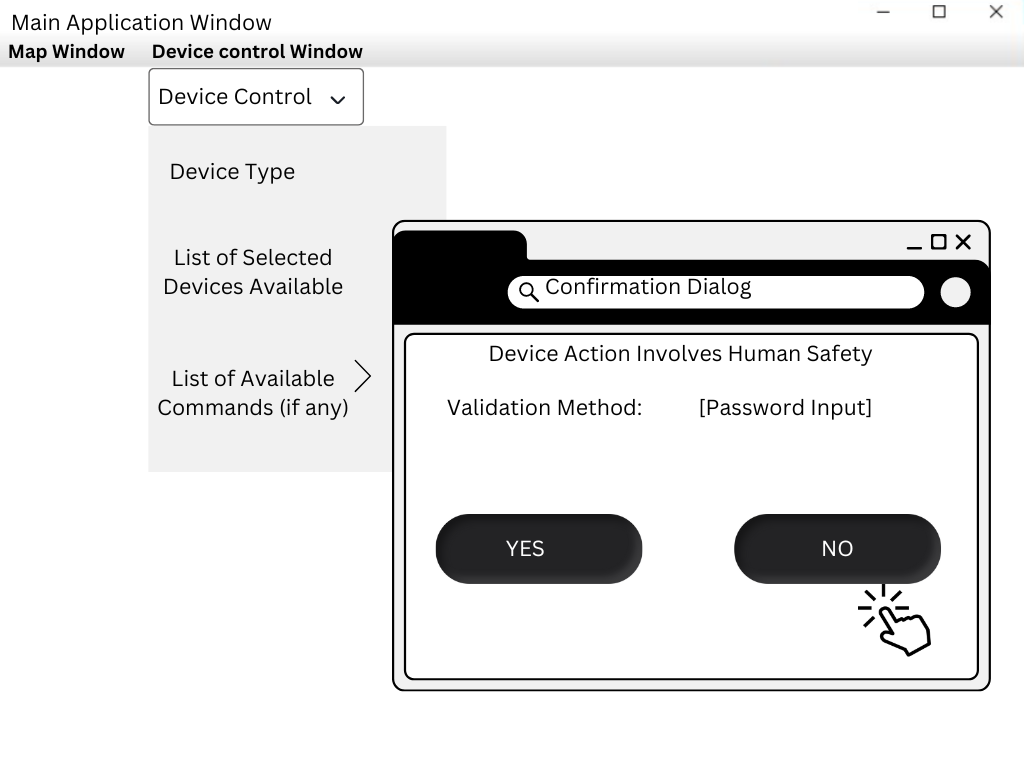 Main Application Window
Map Window Device control Window
Device Control
Device Type
List of Selected
Devices Available
List of Available
Commands (if any)
Confirmation Dialog
Device Action Involves Human Safety
Validation Method: [Password Input]
YES NO